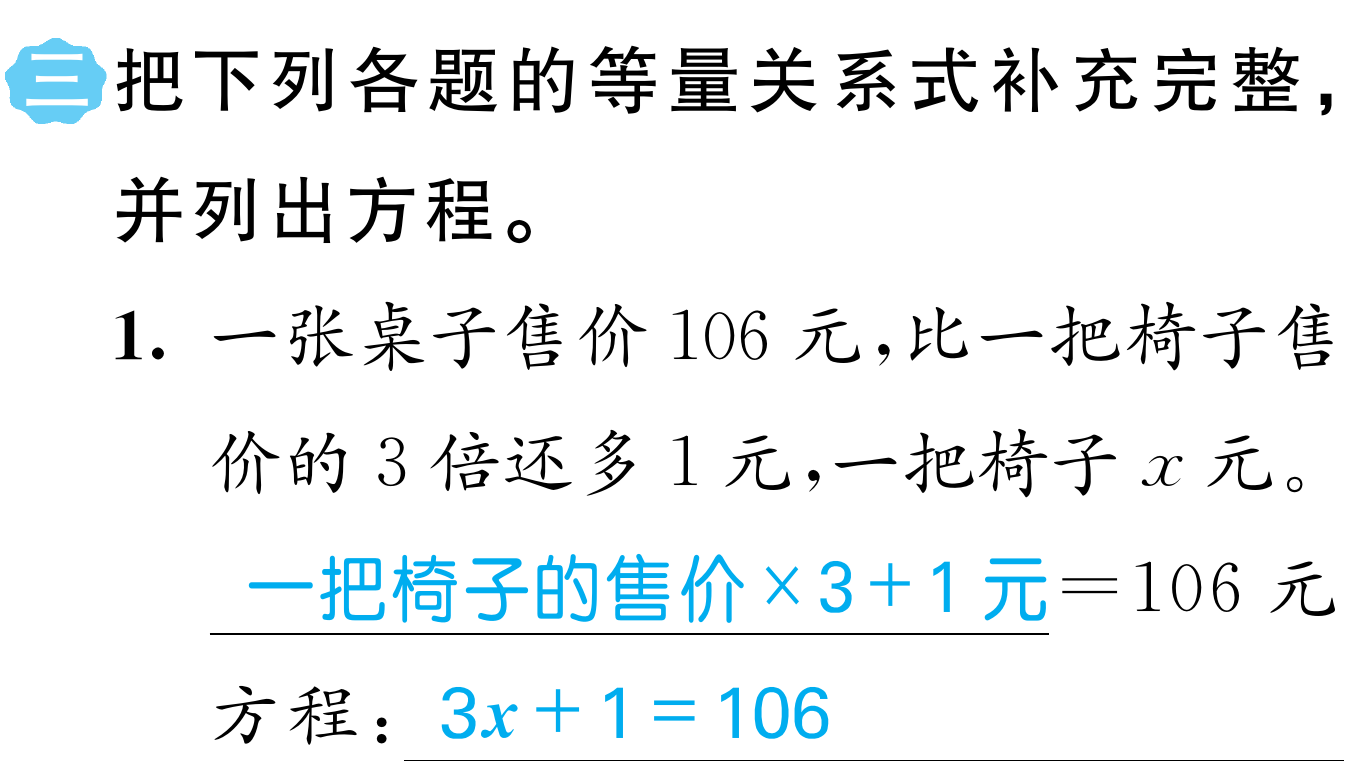 三 把下列各题的等量关系式补充完整,
并列出方程。
1. 一张桌子售价 106 元,比一把椅子售
价的 3 倍还多 1 元,一把椅子 x 元。
一把椅子的售价×3+1 元=106 元
方程: 3x+1=106